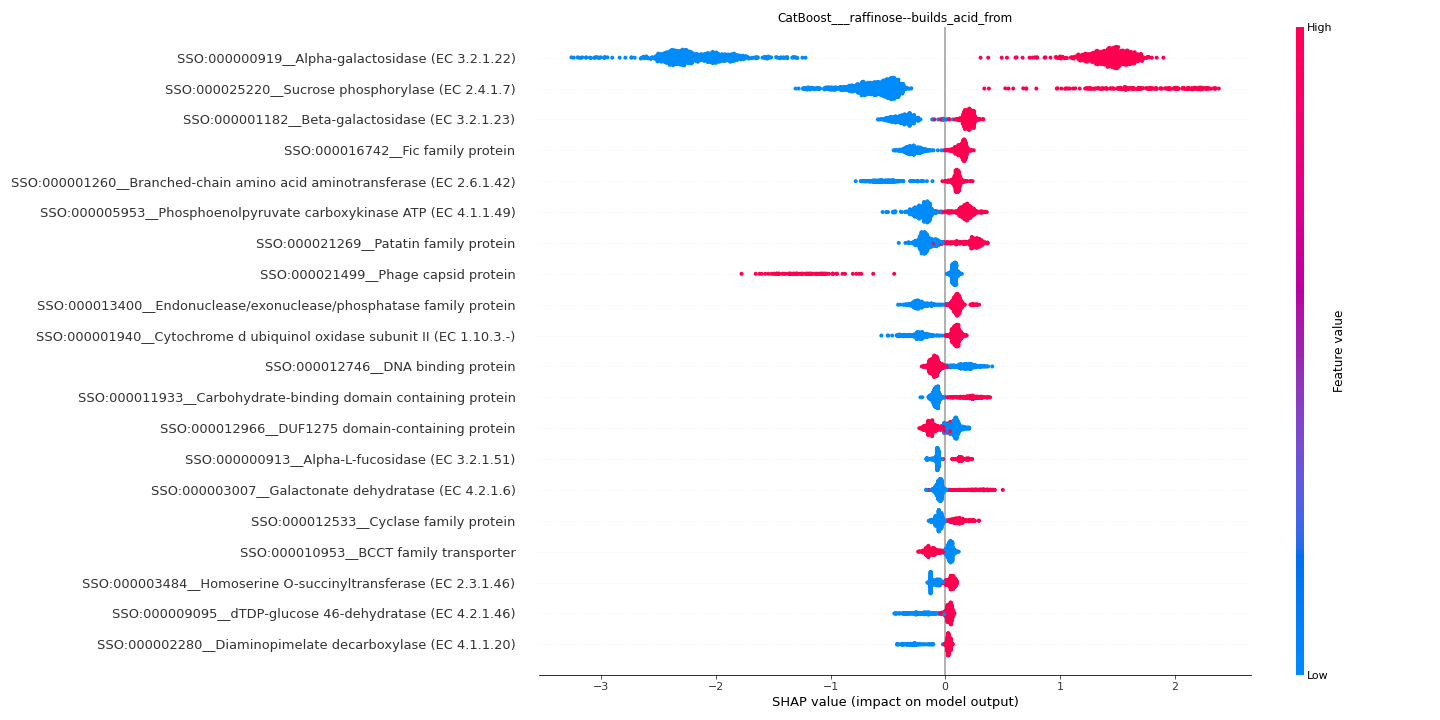 CatBoost___raffinose--builds_acid_from
SSO:000000919__Alpha-galactosidase (EC 3.2.1.22)
SSO:000025220__Sucrose phosphorylase (EC 2.4.1.7)
SSO:000001182__Beta-galactosidase (EC 3.2.1.23)
SSO:000016742__Fic family protein
SSO:000001260__Branched-chain amino acid aminotransferase (EC 2.6.1.42)
SSO:000005953__Phosphoenolpyruvate carboxykinase ATP (EC 4.1.1.49)
SSO:000021269__Patatin family protein
SSO:000021499__Phage capsid protein
SSO:000013400__Endonuclease/exonuclease/phosphatase family protein
SSO:000001940__Cytochrome d ubiquinol oxidase subunit II (EC 1.10.3.-)
SSO:000012746__DNA binding protein
SSO:000011933__Carbohydrate-binding domain containing protein
SSO:000012966__DUF1275 domain-containing protein
SSO:000000913__Alpha-L-fucosidase (EC 3.2.1.51)
SSO:000003007__Galactonate dehydratase (EC 4.2.1.6)
SSO:000012533__Cyclase family protein
SSO:000010953__BCCT family transporter
SSO:000003484__Homoserine O-succinyltransferase (EC 2.3.1.46)
SSO:000009095__dTDP-glucose 46-dehydratase (EC 4.2.1.46)
SSO:000002280__Diaminopimelate decarboxylase (EC 4.1.1.20)
−3 −2 −1 0 1 2
SHAP value (impact on model output)
High
Feature value
Low